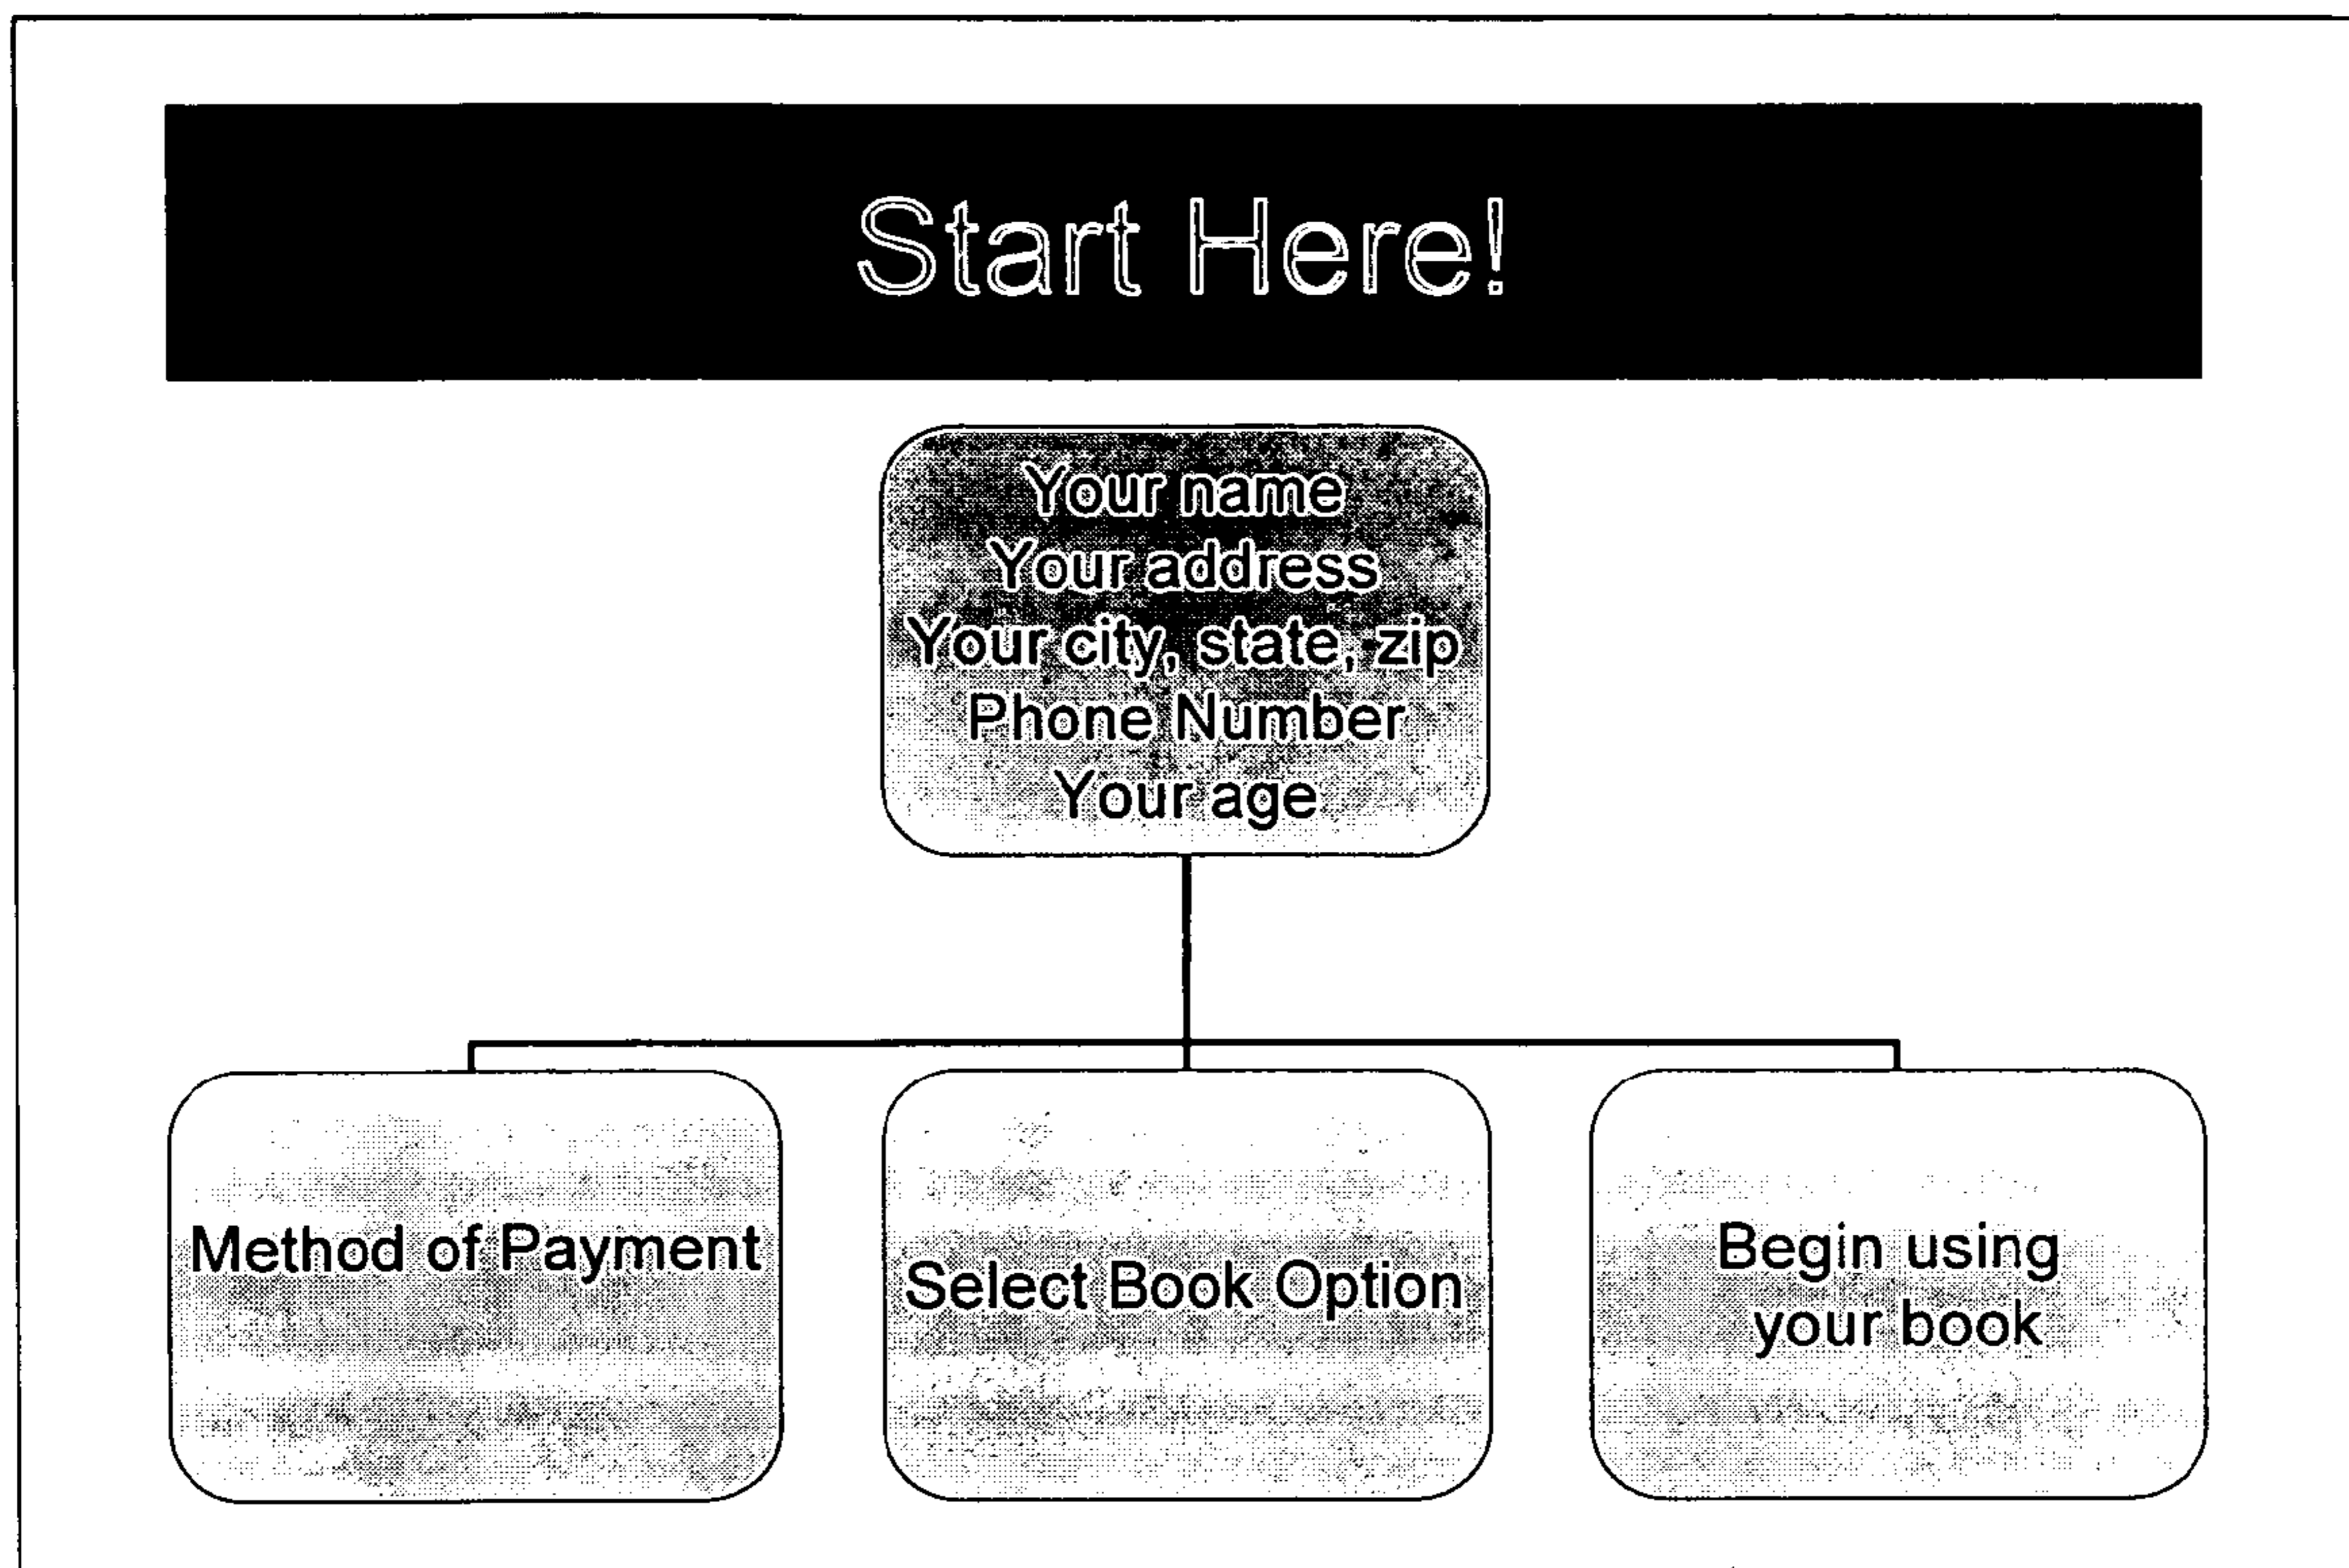 Start Here!
Your name
Your address
Your city, state, zip
Phone Number
Your age
Method of Payment
Select Book Option
Begin using
your book